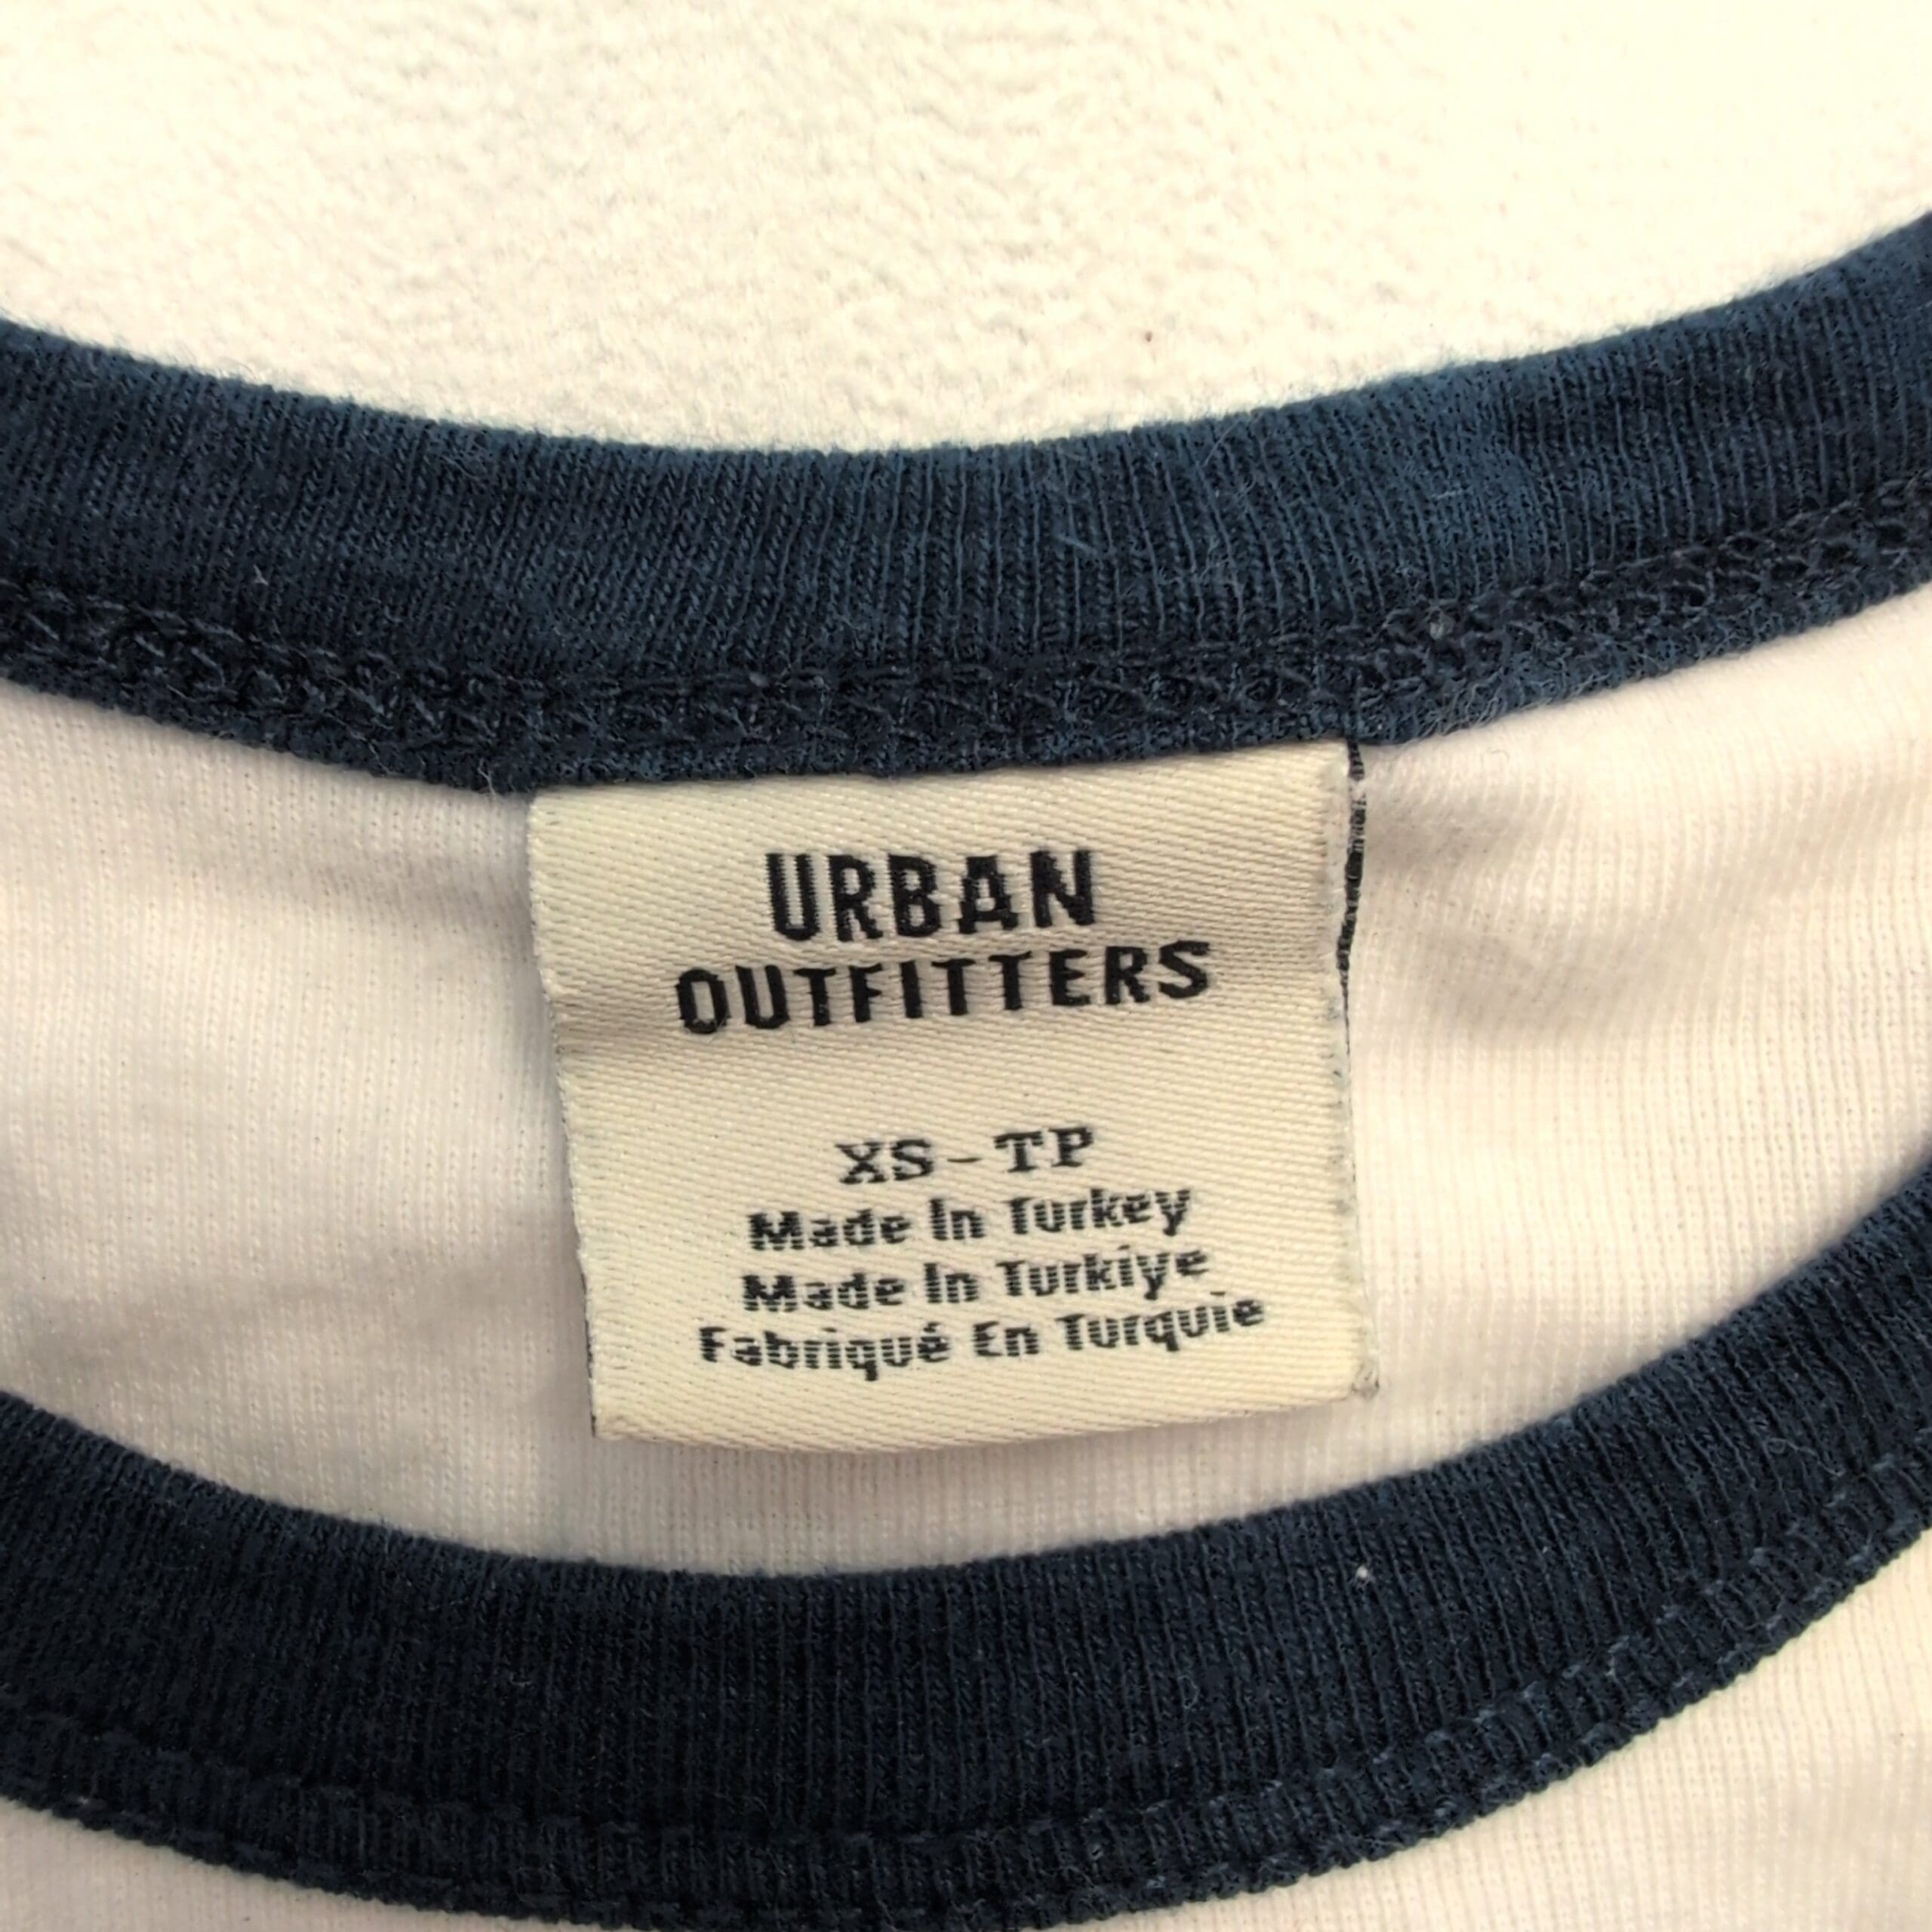 URBAN
OUTFITTERS
XS-TP
Made In Turkey
Made In Turkiye
Fabriqué En Turquie